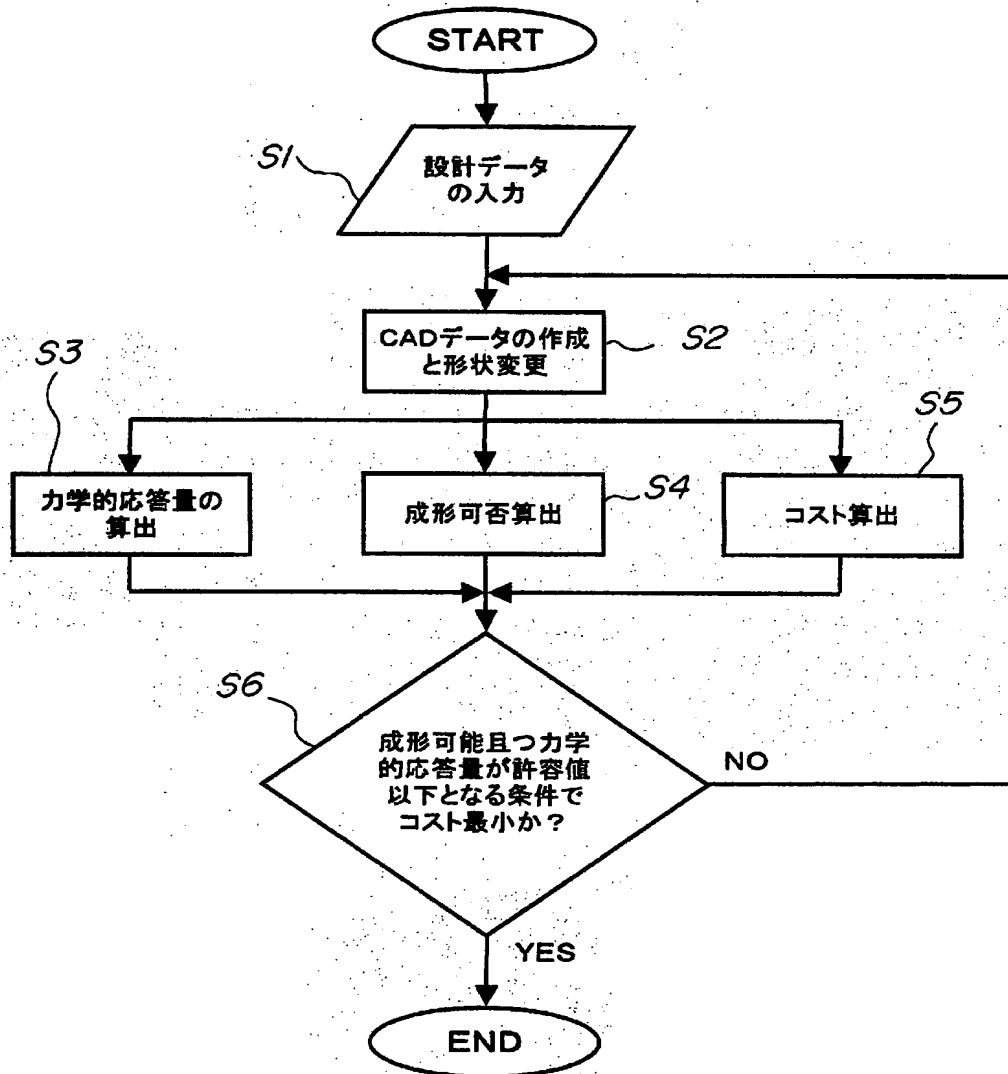 START
S1
設計データ
の入力
CADデータの作成
と形状変更
S2
S3
力学的応答量の
算出
成形可否算出
S4
S5
コスト算出
S6
成形可能且つ力学
的応答量が許容値
以下となる条件で
コスト最小か？
NO
YES
END